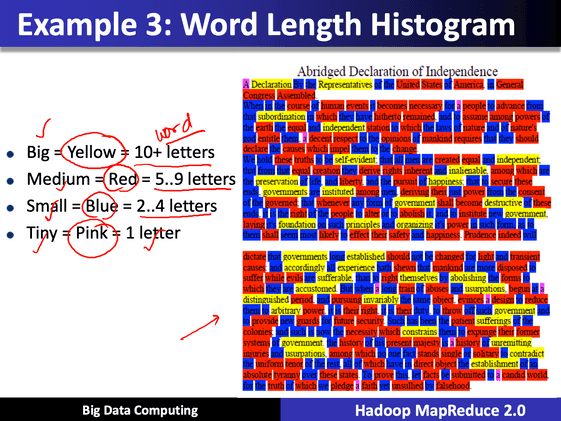 Example 3: Word Length Histogram
word
Big = Yellow = 10+ letters
Medium = Red = 5..9 letters
Small = Blue = 2..4 letters
Tiny = Pink = 1 letter
Abridged Declaration of Independence
A Declaration by the Representatives of the United States of America, in General
Congress Assembled.
When in the course of human events it becomes necessary for a people to advance from
that subordination in which they have hitherto remained, and to assume among powers of
the earth the equal and independent station to which the laws of nature and of nature's
god entitle them, a decent respect to the opinions of mankind requires that they should
declare the causes which impel them to the change.
We hold these truths to be self-evident; that all men are created equal and independent;
that from that equal creation they derive rights inherent and inalienable, among which are
the preservation of life, and liberty, and the pursuit of happiness; that to secure these
ends, governments are instituted among men, deriving their just power from the consent
of the governed; that whenever any form of government shall become destructive of these
ends, it is the right of the people to alter or to abolish it, and to institute new government,
laying it's foundation on such principles and organizing it's power in such form, as to
them shall seem most likely to effect their safety and happiness. Prudence indeed will
dictate that governments long established should not be changed for light and transient
causes: and accordingly all experience hath shewn that mankind are more disposed to
suffer while evils are sufferable, than to right themselves by abolishing the forms to
which they are accustomed. But when a long train of abuses and usurpations, begun at a
distinguished period, and pursuing invariably the same object, evinces a design to reduce
them to arbitrary power, it is their right, it is their duty, to throw off such government and
to provide new guards for future security. Such has been the patient sufferings of the
colonies; and such is now the necessity which constrains them to expunge their former
systems of government. the history of his present majesty is a history of unremitting
injuries and usurpations, among which no one fact stands single or solitary to contradict
the uniform tenor of the rest, all of which have in direct object the establishment of an
absolute tyranny over these states. To prove this, let facts be submitted to a candid world,
for the truth of which we pledge a faith yet unsullied by falsehood.
Big Data Computing
Hadoop MapReduce 2.0